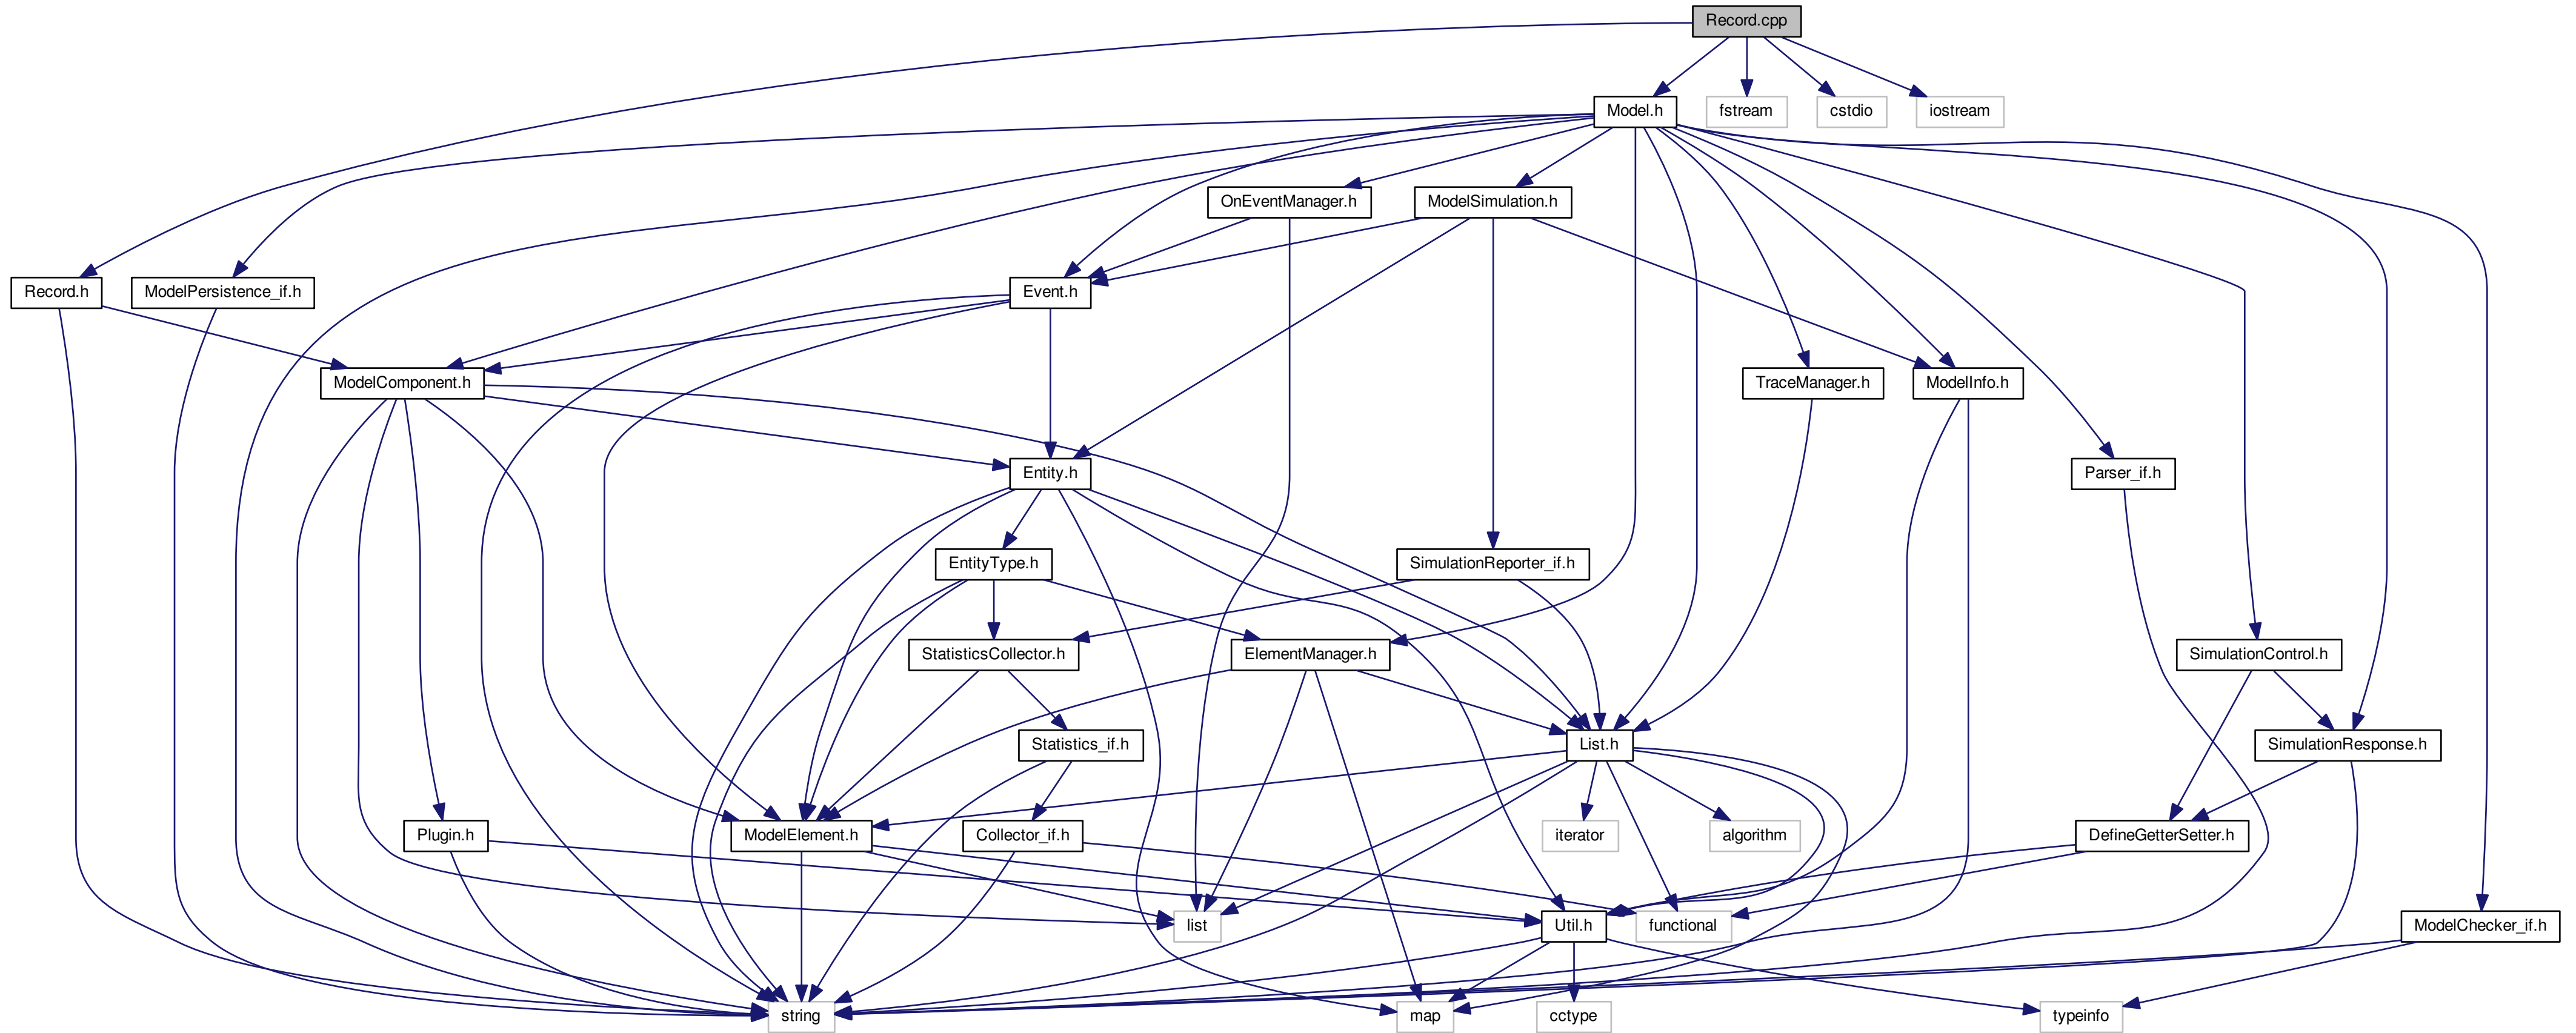 Record.cpp
Model.h
fstream
cstdio
iostream
OnEventManager.h
ModelSimulation.h
Record.h
ModelPersistence_if.h
Event.h
ModelComponent.h
TraceManager.h
ModelInfo.h
Entity.h
Parser_if.h
EntityType.h
SimulationReporter_if.h
StatisticsCollector.h
ElementManager.h
SimulationControl.h
Statistics_if.h
List.h
SimulationResponse.h
Plugin.h
ModelElement.h
Collector_if.h
iterator
algorithm
DefineGetterSetter.h
list
Util.h
functional
ModelChecker_if.h
string
map
cctype
typeinfo